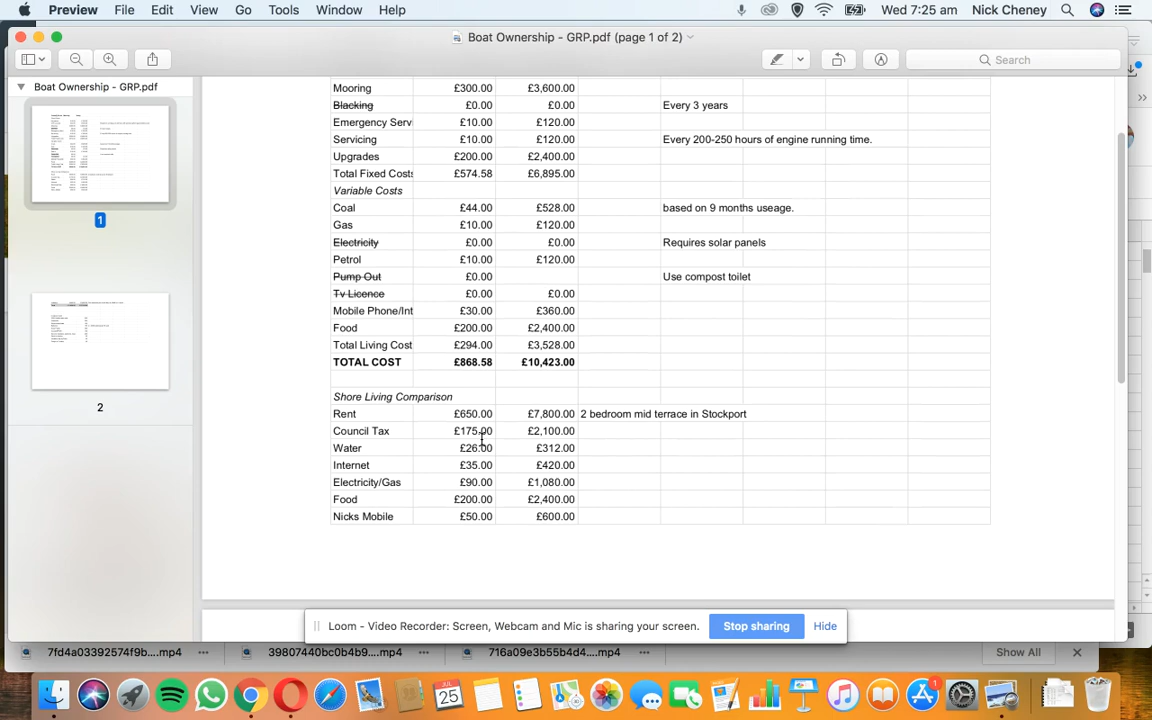 Preview File Edit View Go Tools Window Help Wed 7:25 am Nick Cheney
Boat Ownership - GRP.pdf (page 1 of 2)
Search
Boat Ownership - GRP.pdf
1
2
Mooring £300.00 £3,600.00
Blacking £0.00 £0.00 Every 3 years
Emergency Serv £10.00 £120.00
Servicing £10.00 £120.00 Every 200-250 hours of engine running time.
Upgrades £200.00 £2,400.00
Total Fixed Costs £574.58 £6,895.00
Variable Costs
Coal £44.00 £528.00 based on 9 months useage.
Gas £10.00 £120.00
Electricity £0.00 £0.00 Requires solar panels
Petrol £10.00 £120.00
Pump Out £0.00 Use compost toilet
Tv Licence £0.00 £0.00
Mobile Phone/Int £30.00 £360.00
Food £200.00 £2,400.00
Total Living Cost £294.00 £3,528.00
TOTAL COST £868.58 £10,423.00
Shore Living Comparison
Rent £650.00 £7,800.00 2 bedroom mid terrace in Stockport
Council Tax £175.00 £2,100.00
Water £26.00 £312.00
Internet £35.00 £420.00
Electricity/Gas £90.00 £1,080.00
Food £200.00 £2,400.00
Nicks Mobile £50.00 £600.00
Loom - Video Recorder: Screen, Webcam and Mic is sharing your screen. Stop sharing Hide
7fd4a03392574f9b....mp4 39807440bc0b4b9....mp4 716a09e3b55b4d4....mp4 Show All
JUL
25
1